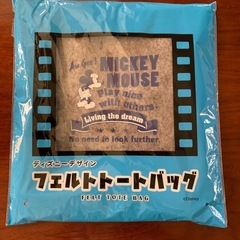 MICKEY
MOUSE
Play nice
with others.
Living the dream
No need to look further.
ディズニーデザイン
フェルトトートバッグ
FELT TOTE BAG
©Disney